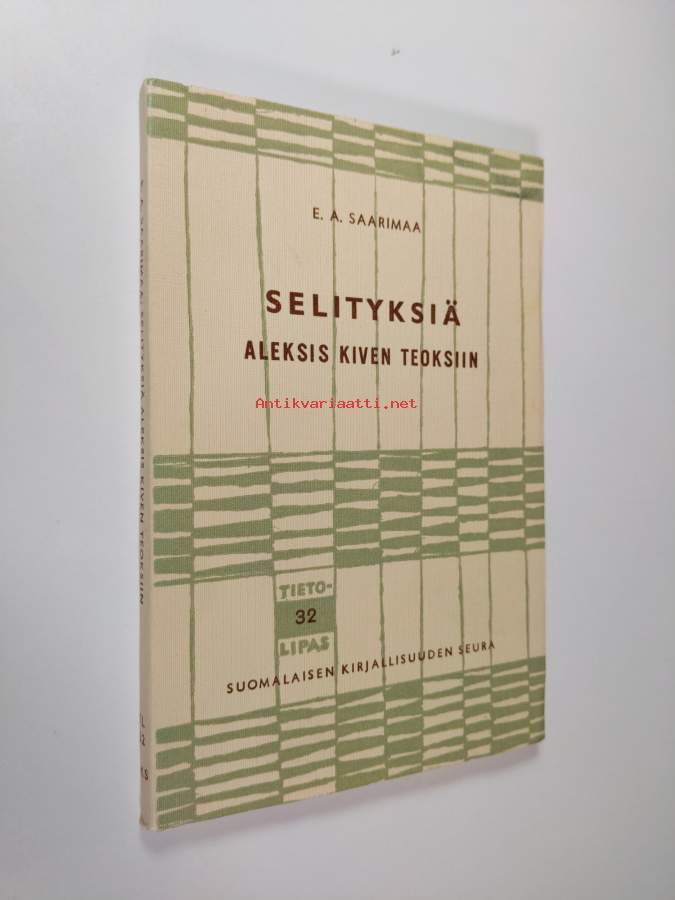 E. A. SAARIMAA
SELITYKSIÄ
ALEKSIS KIVEN TEOKSIIN
Antikvariaatti.net
TIETO-
32
LIPAS
SUOMALAISEN KIRJALLISUUDEN SEURA
E. A. SAARIMAA: SELITYKSIÄ ALEKSIS KIVEN TEOKSIIN